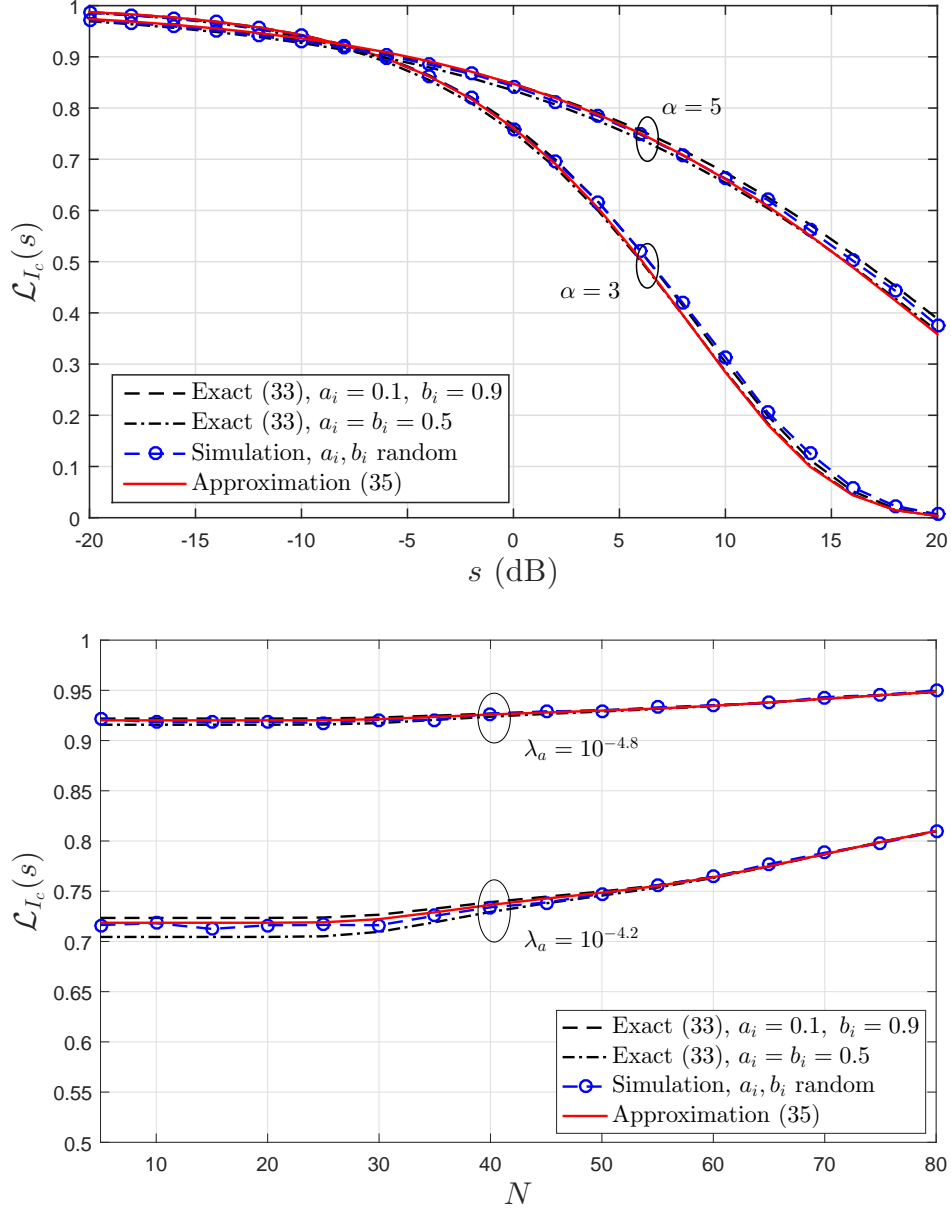 1
0.9
0.8
0.7
0.6
0.5
0.4
0.3
0.2
0.1
0
$\mathcal{L}_{I_c}(s)$
α = 5
α = 3
Exact (33), $a_i = 0.1,\ b_i = 0.9$
Exact (33), $a_i = b_i = 0.5$
Simulation, $a_i, b_i$ random
Approximation (35)
-20 -15 -10 -5 0 5 10 15 20
s (dB)
1
0.95
0.9
0.85
0.8
0.75
0.7
0.65
0.6
0.55
0.5
$\mathcal{L}_{I_c}(s)$
$\lambda_a = 10^{-4.8}$
$\lambda_a = 10^{-4.2}$
Exact (33), $a_i = 0.1,\ b_i = 0.9$
Exact (33), $a_i = b_i = 0.5$
Simulation, $a_i, b_i$ random
Approximation (35)
10 20 30 40 50 60 70 80
N